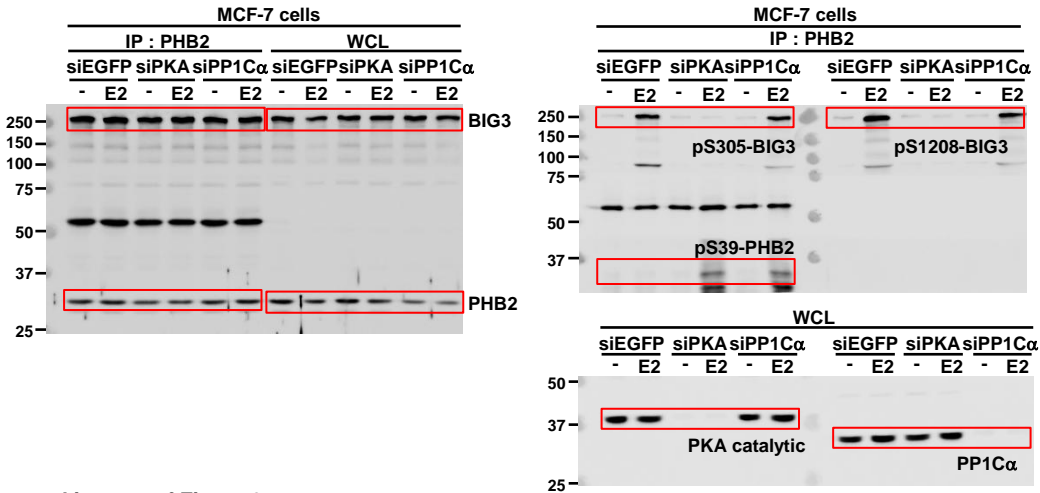 MCF-7 cells
IP : PHB2 WCL
siEGFP siPKA siPP1Cα siEGFP siPKA siPP1Cα
- E2 - E2 - E2 - E2 - E2 - E2
BIG3
250
150
100
75
50
37
PHB2
25
MCF-7 cells
IP : PHB2
siEGFP siPKA siPP1Cα siEGFP siPKA siPP1Cα
- E2 - E2 - E2 - E2 - E2 - E2
250
150
pS305-BIG3 pS1208-BIG3
100
75
50
pS39-PHB2
37
WCL
siEGFP siPKA siPP1Cα siEGFP siPKA siPP1Cα
- E2 - E2 - E2 - E2 - E2 - E2
50
37
PKA catalytic
PP1Cα
25